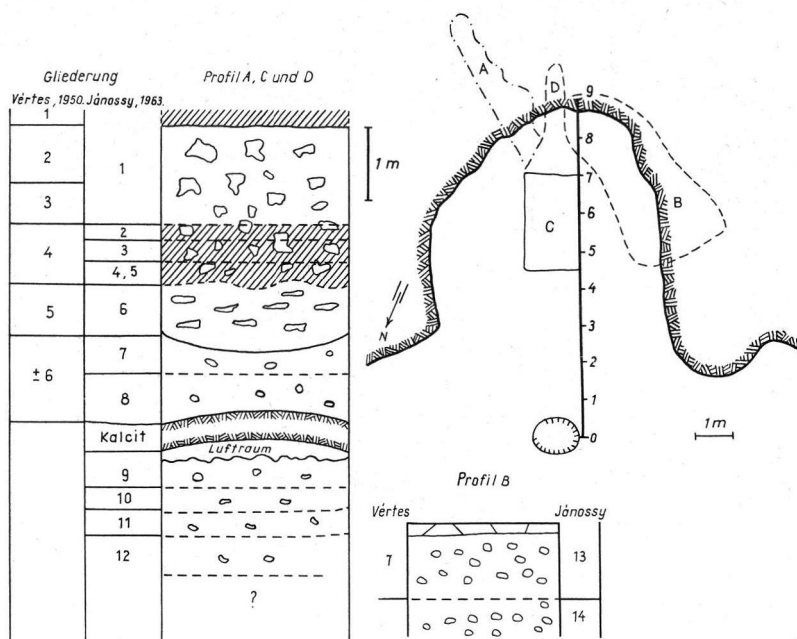 Gliederung
Vértes, 1950. Jánossy, 1963.
Profil A, C und D
1
2
3
4
5
± 6
1
2
3
4, 5
6
7
8
Kalcit
9
10
11
12
Luftraum
?
1 m
A
D
B
C
N
9
8
7
6
5
4
3
2
1
0
1 m
Profil B
Vértes
Jánossy
7
13
14